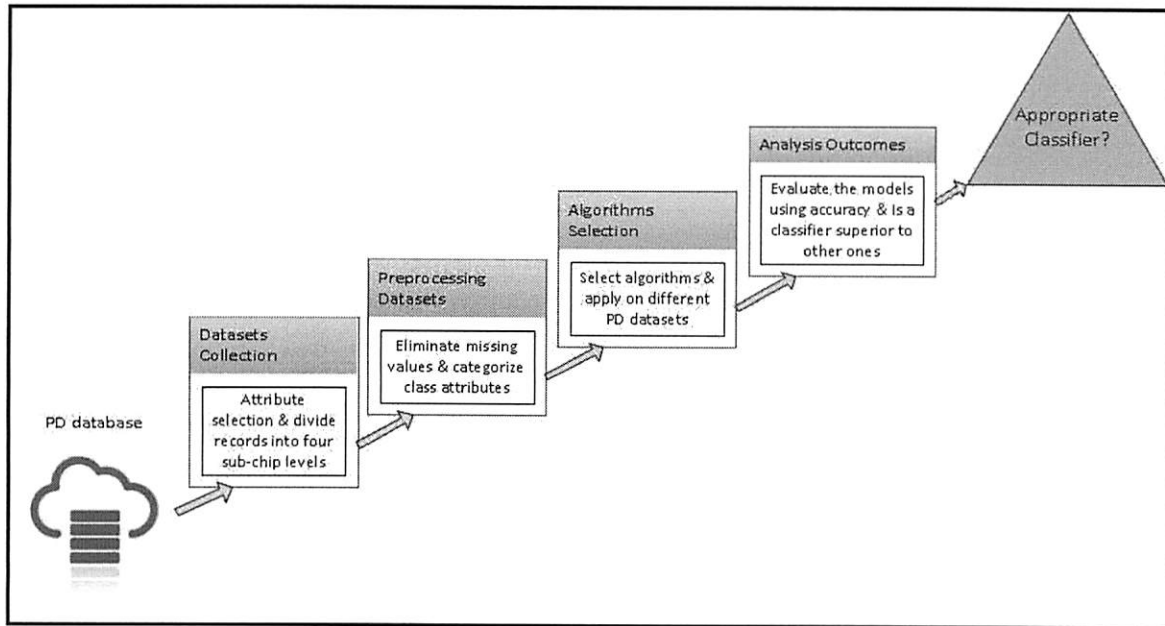 PD database
Datasets
Collection
Attribute
selection & divide
records into four
sub-chip levels
Preprocessing
Datasets
Eliminate missing
values & categorize
class attributes
Algorithms
Selection
Select algorithms &
apply on different
PD datasets
Analysis Outcomes
Evaluate the models
using accuracy & is a
classifier superior to
other ones
Appropriate
Classifier?